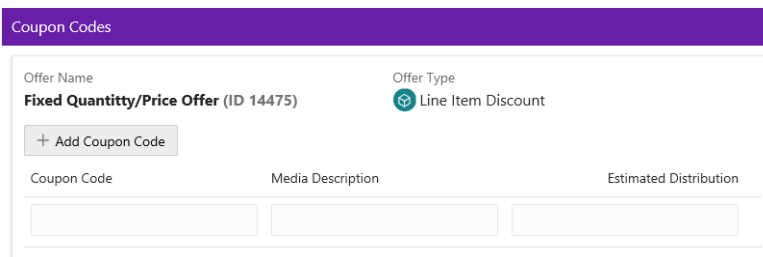 Coupon Codes
Offer Name Offer Type
Fixed Quantitty/Price Offer (ID 14475) Line Item Discount
+ Add Coupon Code
Coupon Code Media Description Estimated Distribution